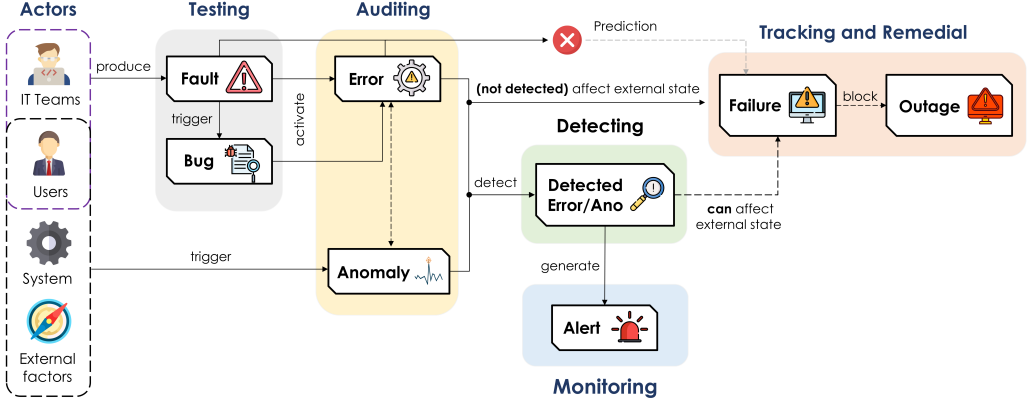 Actors
Testing
Auditing
Prediction
Tracking and Remedial
produce
IT Teams
Fault
Error
(not detected) affect external state
Failure
block
Outage
trigger
activate
Detecting
Bug
Users
detect
Detected
Error/Ano
can affect
external state
trigger
System
Anomaly
generate
Alert
External
factors
Monitoring